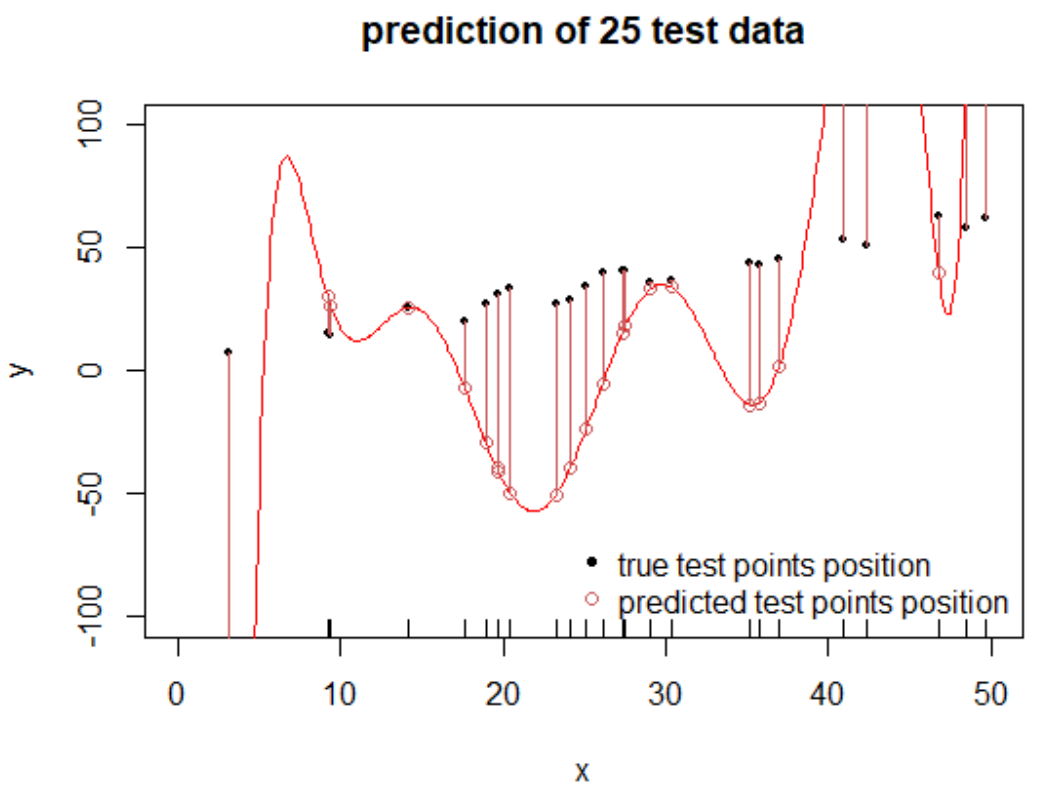 prediction of 25 test data
100
50
0
-50
-100
y
true test points position
predicted test points position
0 10 20 30 40 50
x